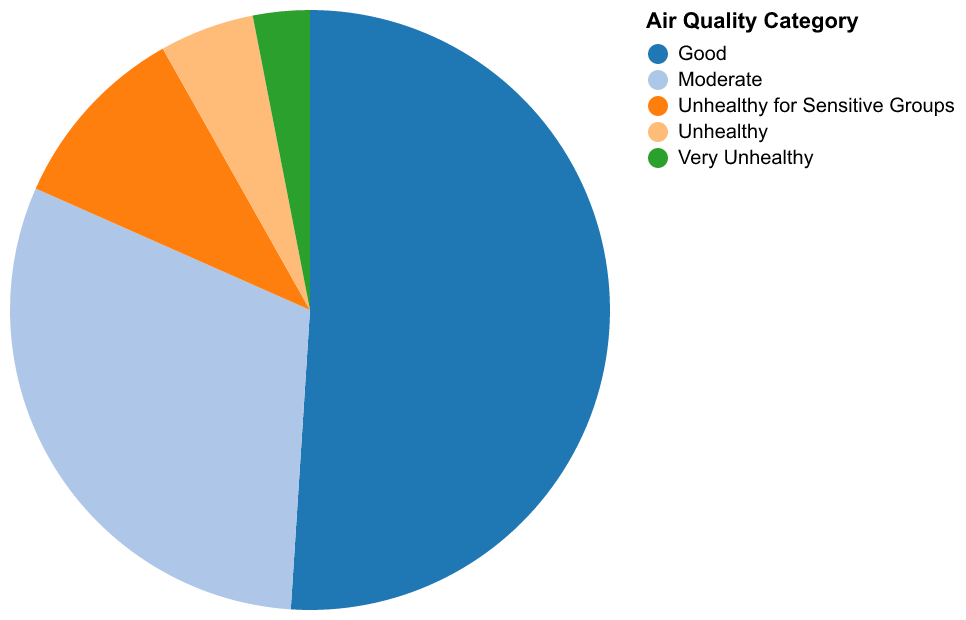 Air Quality Category
Good
Moderate
Unhealthy for Sensitive Groups
Unhealthy
Very Unhealthy